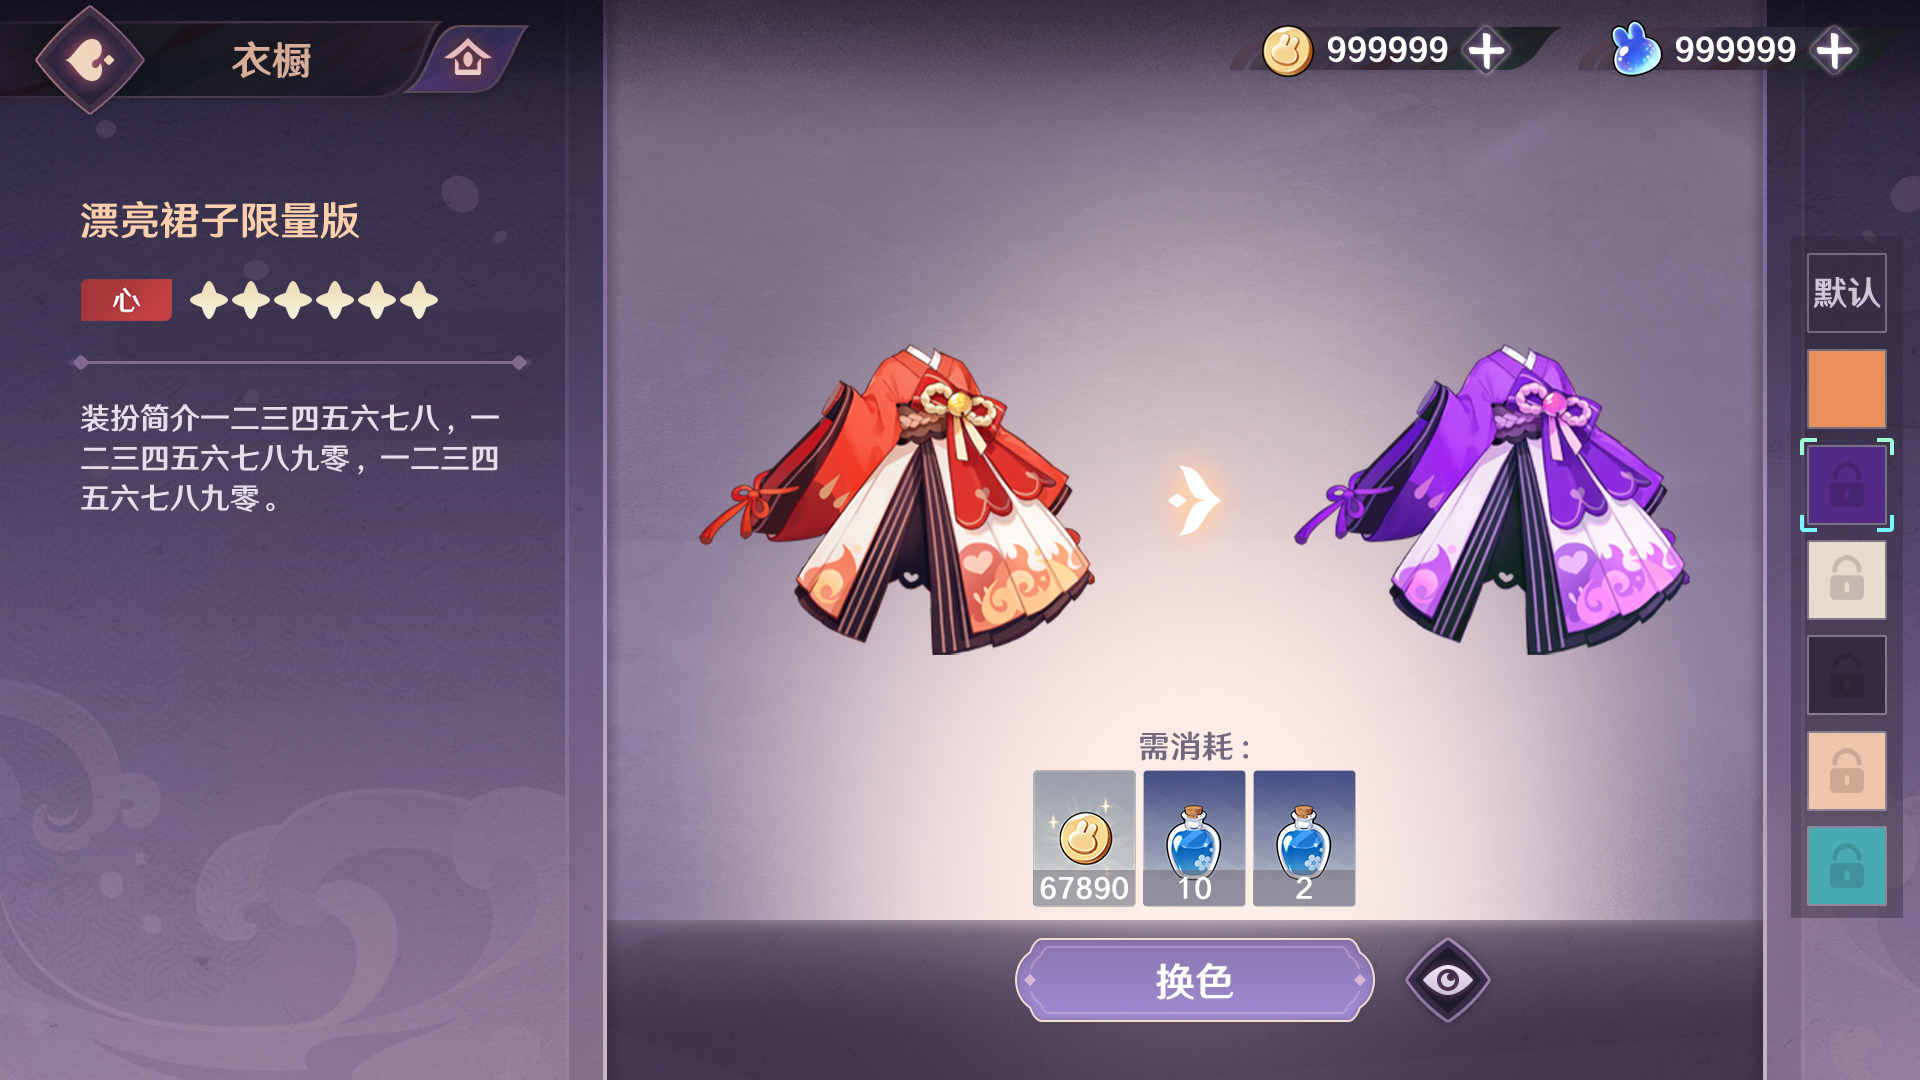 衣橱
999999
999999
漂亮裙子限量版
心
装扮简介一二三四五六七八，一
二三四五六七八九零，一二三四
五六七八九零。
默认
需消耗：
67890
10
2
换色